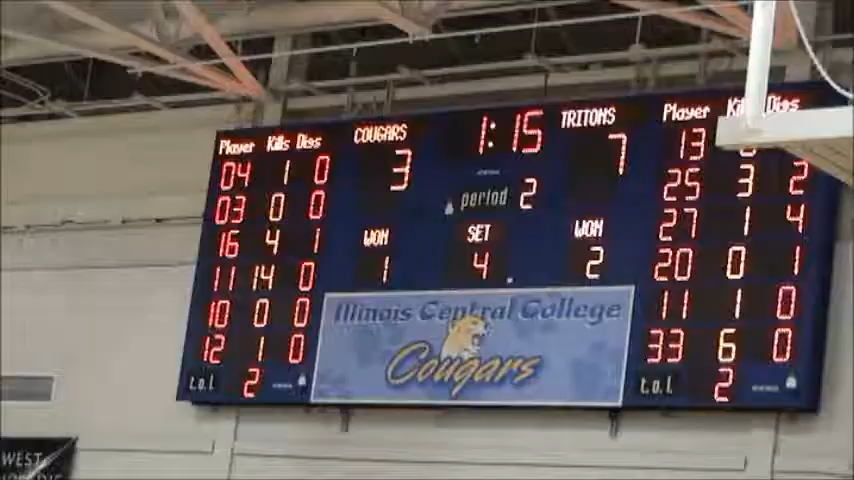 Player Kills Digs COUGARS 1:15 TRITONS Player Kills Digs
04 1 0 3 7 13
03 0 0 period 2 25 3 2
16 4 1 WON SET WON 27 1 4
11 14 0 1 4 2 20 0 1
10 0 0 Illinois Central College 11 1 0
12 1 0 Cougars 33 6 0
t.o.l 2 t.o.l 2
WEST